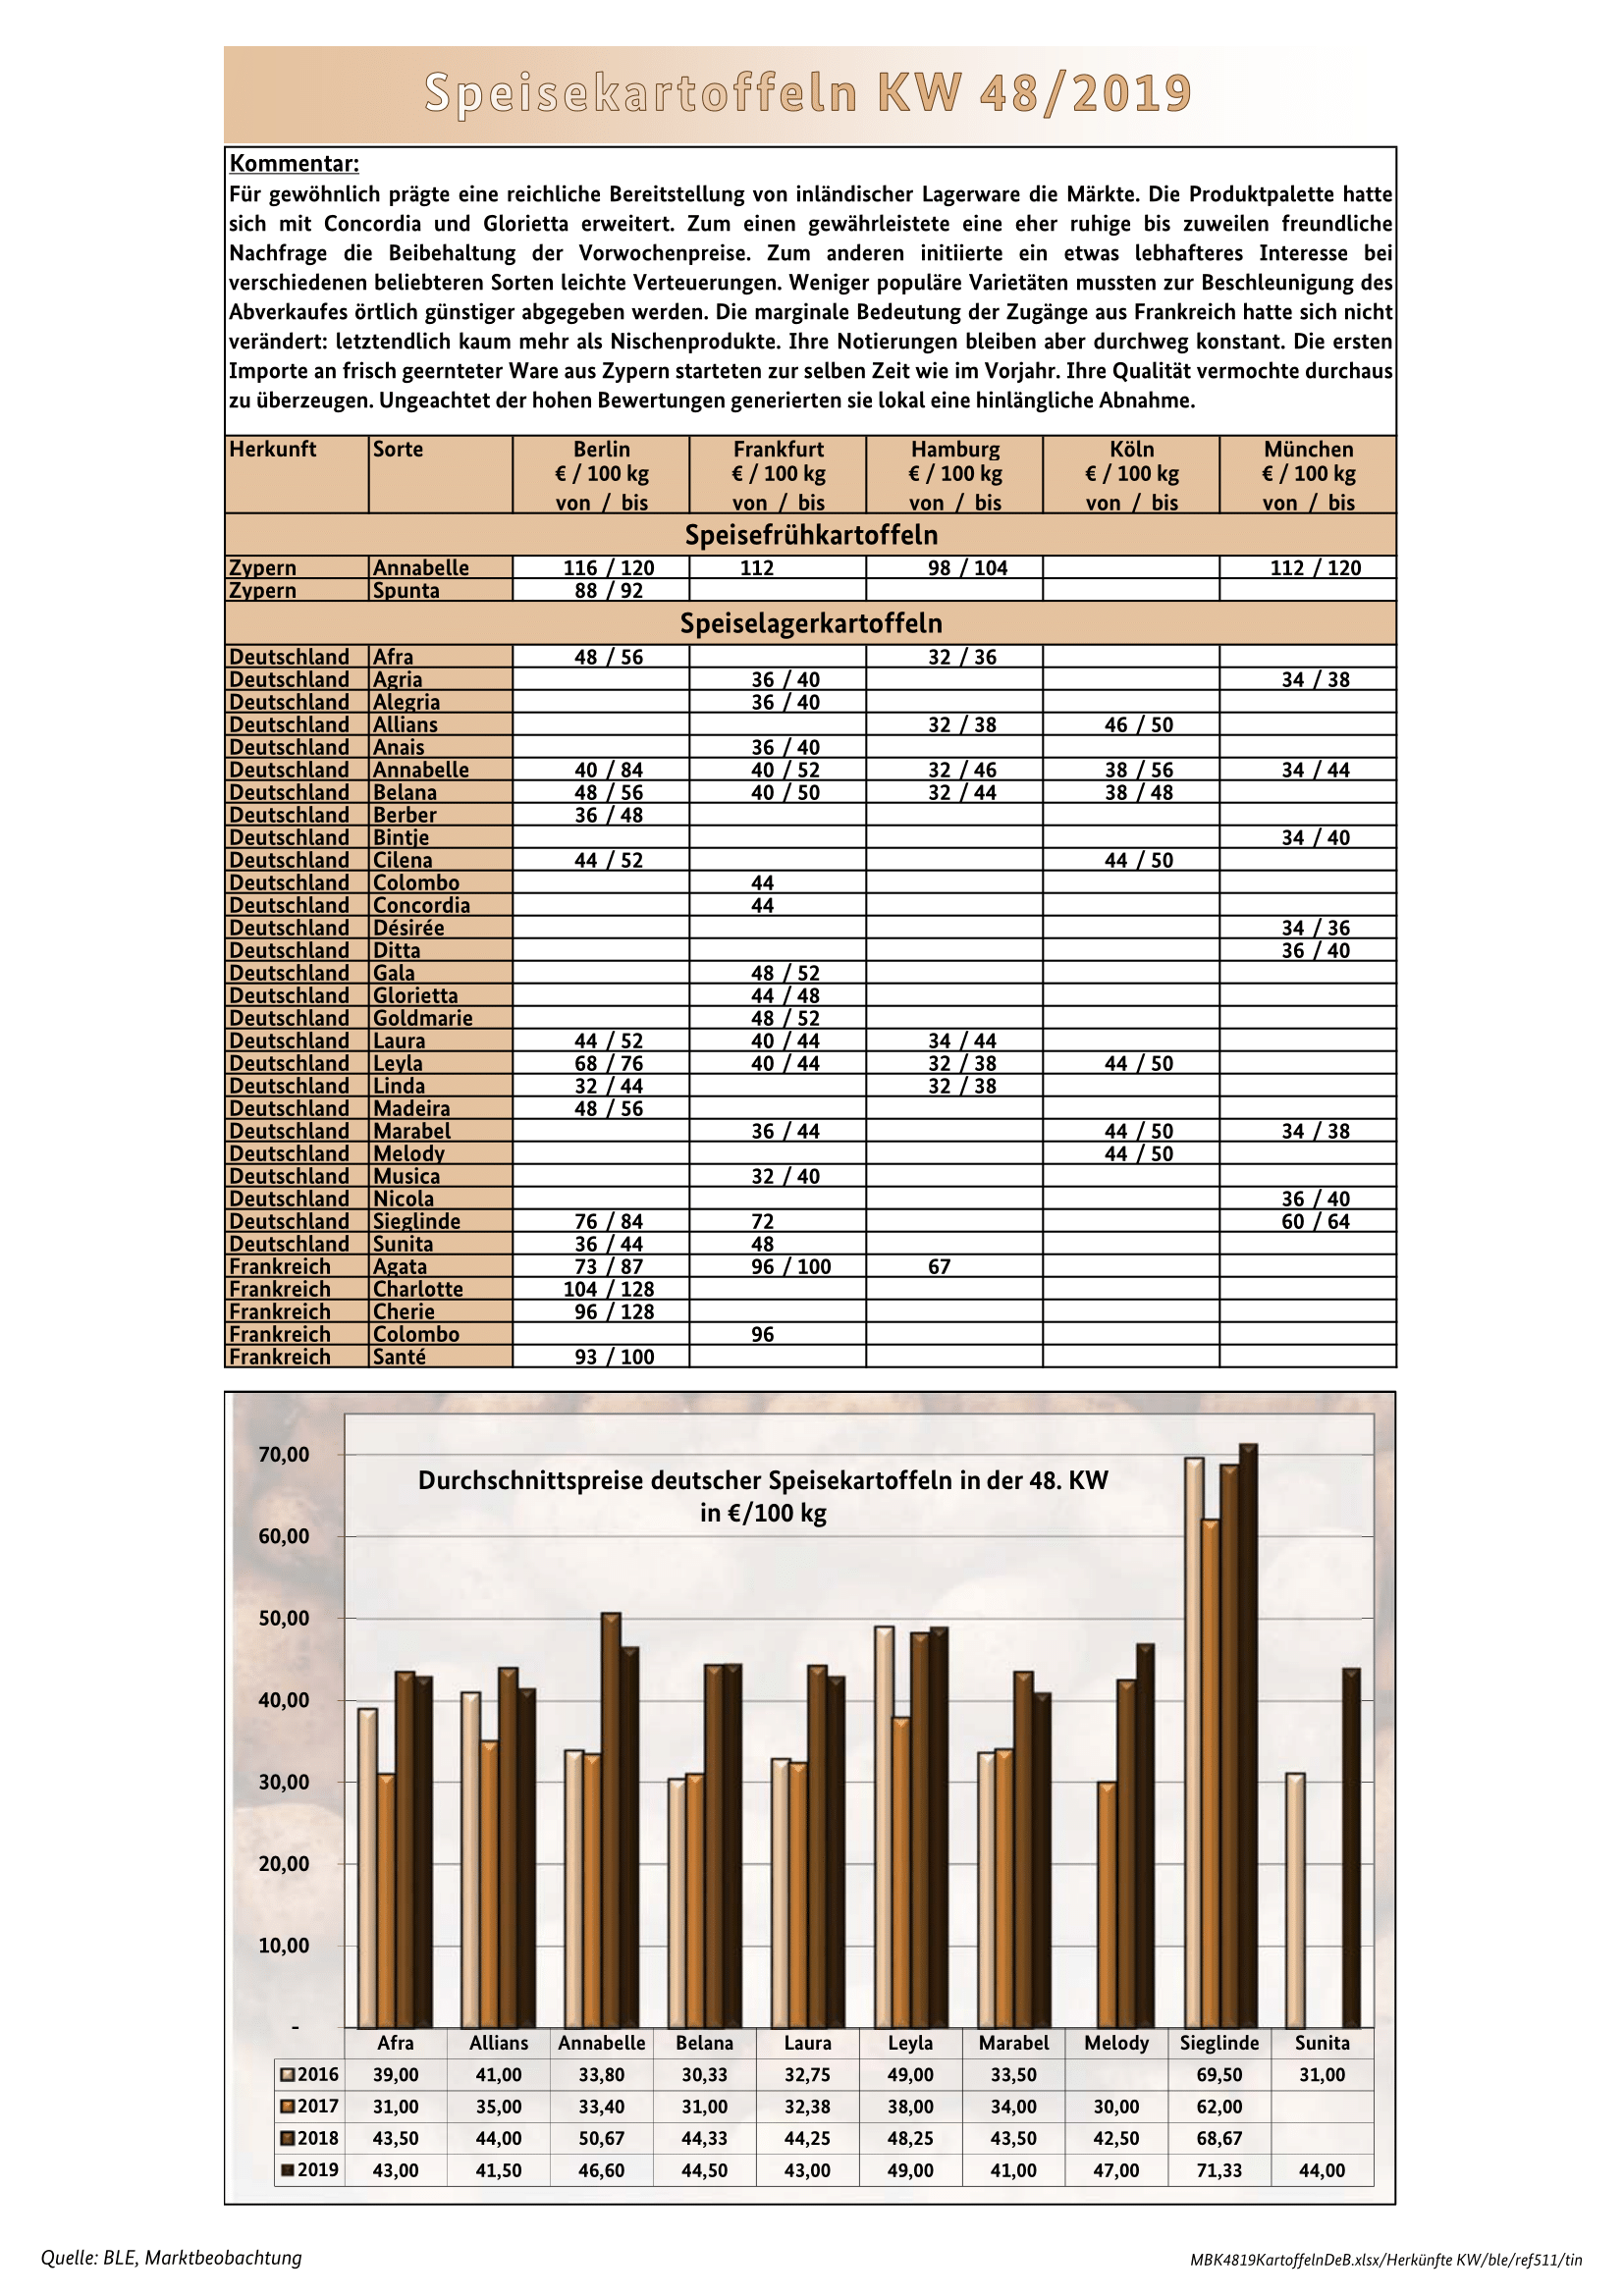 Speisekartoffeln KW 48/2019
Kommentar:
Für gewöhnlich prägte eine reichliche Bereitstellung von inländischer Lagerware die Märkte. Die Produktpalette hatte
sich mit Concordia und Glorietta erweitert. Zum einen gewährleistete eine eher ruhige bis zuweilen freundliche
Nachfrage die Beibehaltung der Vorwochenpreise. Zum anderen initiierte ein etwas lebhafteres Interesse bei
verschiedenen beliebteren Sorten leichte Verteuerungen. Weniger populäre Varietäten mussten zur Beschleunigung des
Abverkaufes örtlich günstiger abgegeben werden. Die marginale Bedeutung der Zugänge aus Frankreich hatte sich nicht
verändert: letztendlich kaum mehr als Nischenprodukte. Ihre Notierungen bleiben aber durchweg konstant. Die ersten
Importe an frisch geernteter Ware aus Zypern starteten zur selben Zeit wie im Vorjahr. Ihre Qualität vermochte durchaus
zu überzeugen. Ungeachtet der hohen Bewertungen generierten sie lokal eine hinlängliche Abnahme.
Herkunft Sorte Berlin Frankfurt Hamburg Köln München
€ / 100 kg € / 100 kg € / 100 kg € / 100 kg € / 100 kg
von / bis von / bis von / bis von / bis von / bis
Speisefrühkartoffeln
Zypern Annabelle 116 / 120 112 98 / 104 112 / 120
Zypern Spunta 88 / 92
Speiselagerkartoffeln
Deutschland Afra 48 / 56 32 / 36
Deutschland Agria 36 / 40 34 / 38
Deutschland Alegria 36 / 40
Deutschland Allians 32 / 38 46 / 50
Deutschland Anais 36 / 40
Deutschland Annabelle 40 / 84 40 / 52 32 / 46 38 / 56 34 / 44
Deutschland Belana 48 / 56 40 / 50 32 / 44 38 / 48
Deutschland Berber 36 / 48
Deutschland Bintje 34 / 40
Deutschland Cilena 44 / 52 44 / 50
Deutschland Colombo 44
Deutschland Concordia 44
Deutschland Désirée 34 / 36
Deutschland Ditta 36 / 40
Deutschland Gala 48 / 52
Deutschland Glorietta 44 / 48
Deutschland Goldmarie 48 / 52
Deutschland Laura 44 / 52 40 / 44 34 / 44
Deutschland Leyla 68 / 76 40 / 44 32 / 38 44 / 50
Deutschland Linda 32 / 44 32 / 38
Deutschland Madeira 48 / 56
Deutschland Marabel 36 / 44 44 / 50 34 / 38
Deutschland Melody 44 / 50
Deutschland Musica 32 / 40
Deutschland Nicola 36 / 40
Deutschland Sieglinde 76 / 84 72 60 / 64
Deutschland Sunita 36 / 44 48
Frankreich Agata 73 / 87 96 / 100 67
Frankreich Charlotte 104 / 128
Frankreich Cherie 96 / 128
Frankreich Colombo 96
Frankreich Santé 93 / 100
Durchschnittspreise deutscher Speisekartoffeln in der 48. KW
in €/100 kg
70,00
60,00
50,00
40,00
30,00
20,00
10,00
-
Afra Allians Annabelle Belana Laura Leyla Marabel Melody Sieglinde Sunita
2016 39,00 41,00 33,80 30,33 32,75 49,00 33,50 69,50 31,00
2017 31,00 35,00 33,40 31,00 32,38 38,00 34,00 30,00 62,00
2018 43,50 44,00 50,67 44,33 44,25 48,25 43,50 42,50 68,67
2019 43,00 41,50 46,60 44,50 43,00 49,00 41,00 47,00 71,33 44,00
Quelle: BLE, Marktbeobachtung
MBK4819KartoffelnDeB.xlsx/Herkünfte KW/ble/ref511/tin